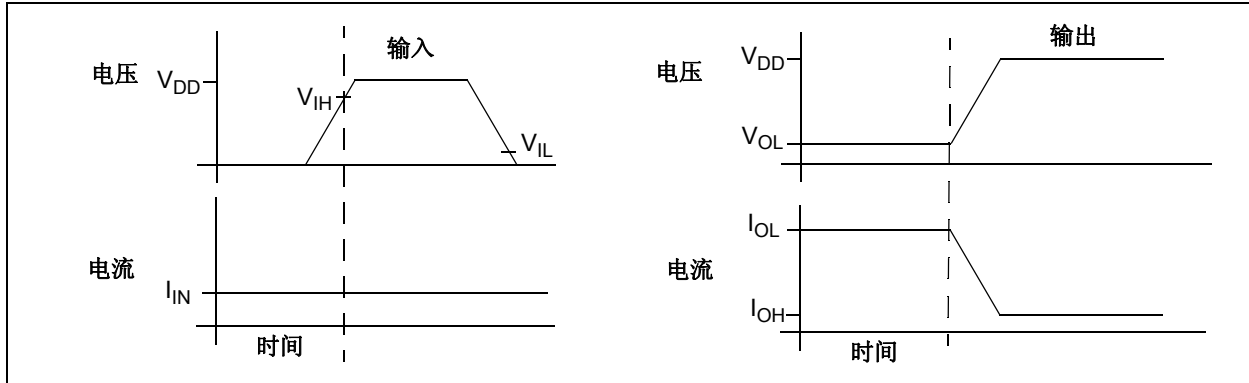 输入
电压
V_DD
V_IH
V_IL
电流
I_IN
时间
输出
电压
V_DD
V_OL
I_OL
电流
I_OH
时间